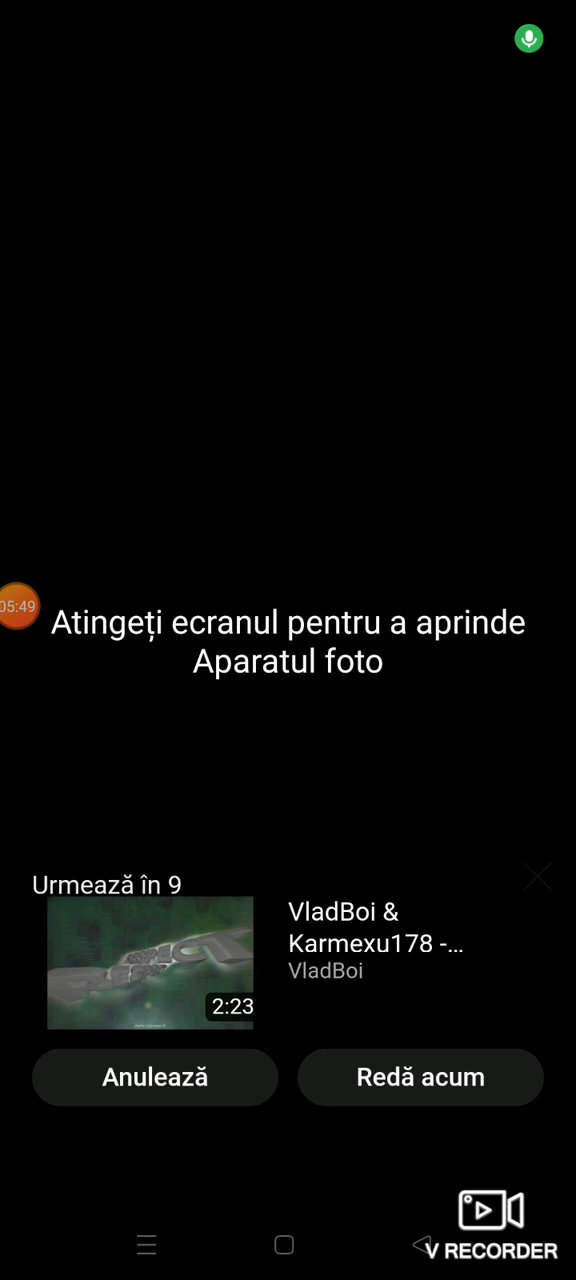 05:49
Atingeți ecranul pentru a aprinde
Aparatul foto
Urmează în 9
VladBoi &
Karmexu178 -...
VladBoi
2:23
Anulează
Redă acum
V RECORDER